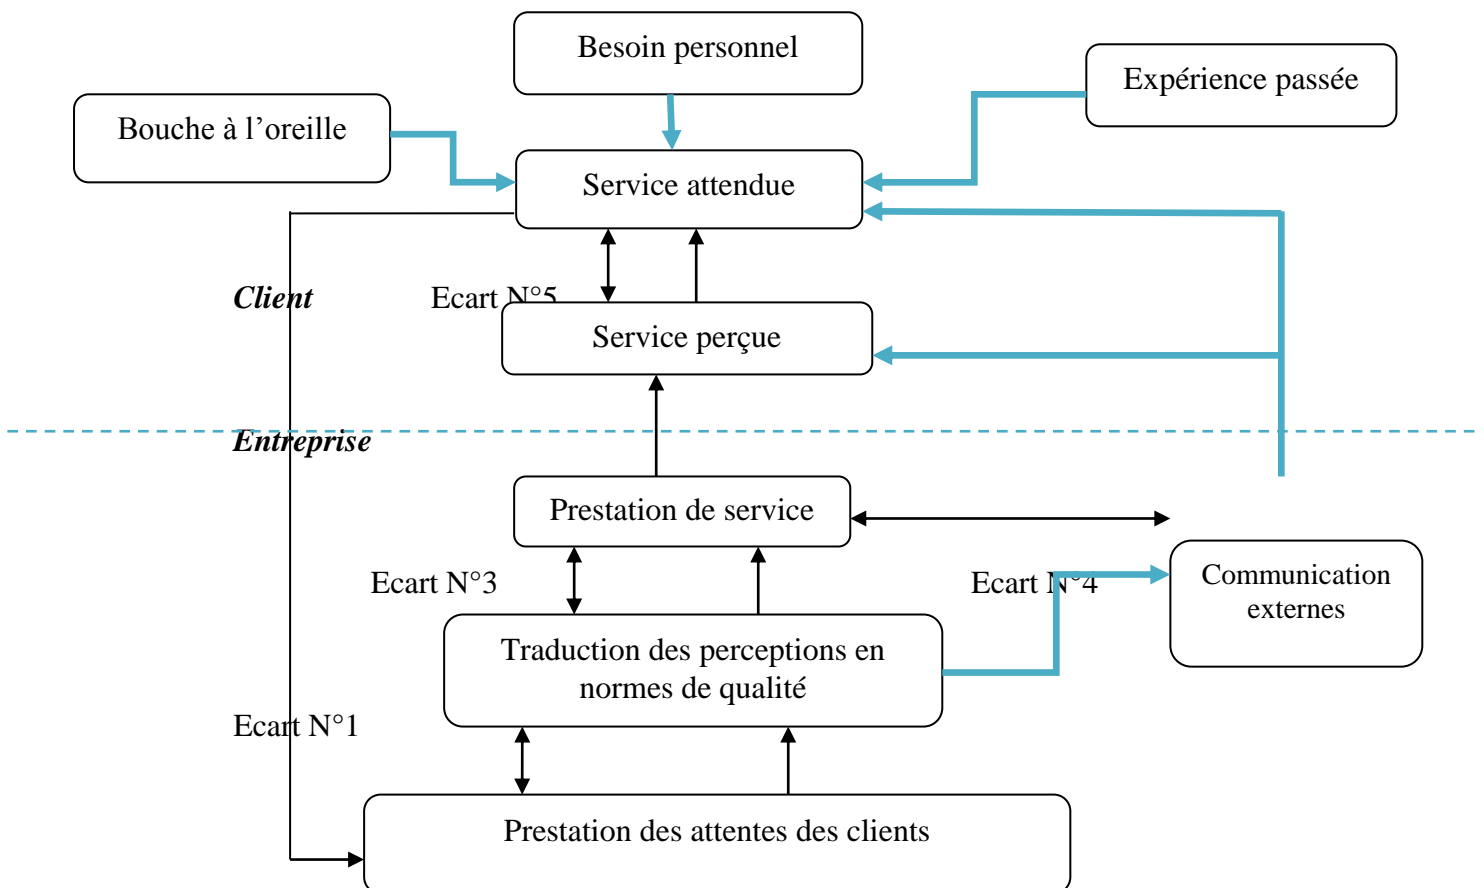 Besoin personnel
Expérience passée
Bouche à l’oreille
Service attendue
Client
Ecart N°5
Service perçue
Entreprise
Prestation de service
Ecart N°3
Ecart N°4
Communication
externes
Traduction des perceptions en
normes de qualité
Ecart N°1
Prestation des attentes des clients